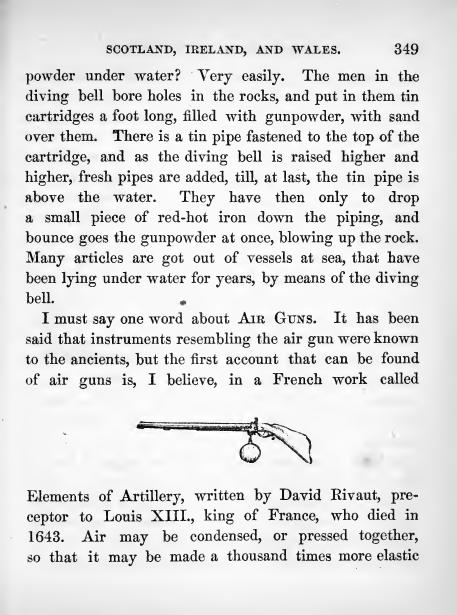 SCOTLAND, IRELAND, AND WALES. 349
powder under water? Very easily. The men in the
diving bell bore holes in the rocks, and put in them tin
cartridges a foot long, filled with gunpowder, with sand
over them. There is a tin pipe fastened to the top of the
cartridge, and as the diving bell is raised higher and
higher, fresh pipes are added, till, at last, the tin pipe is
above the water. They have then only to drop
a small piece of red-hot iron down the piping, and
bounce goes the gunpowder at once, blowing up the rock.
Many articles are got out of vessels at sea, that have
been lying under water for years, by means of the diving
bell.
I must say one word about AIR GUNS. It has been
said that instruments resembling the air gun were known
to the ancients, but the first account that can be found
of air guns is, I believe, in a French work called
Elements of Artillery, written by David Rivaut, pre-
ceptor to Louis XIII., king of France, who died in
1643. Air may be condensed, or pressed together,
so that it may be made a thousand times more elastic